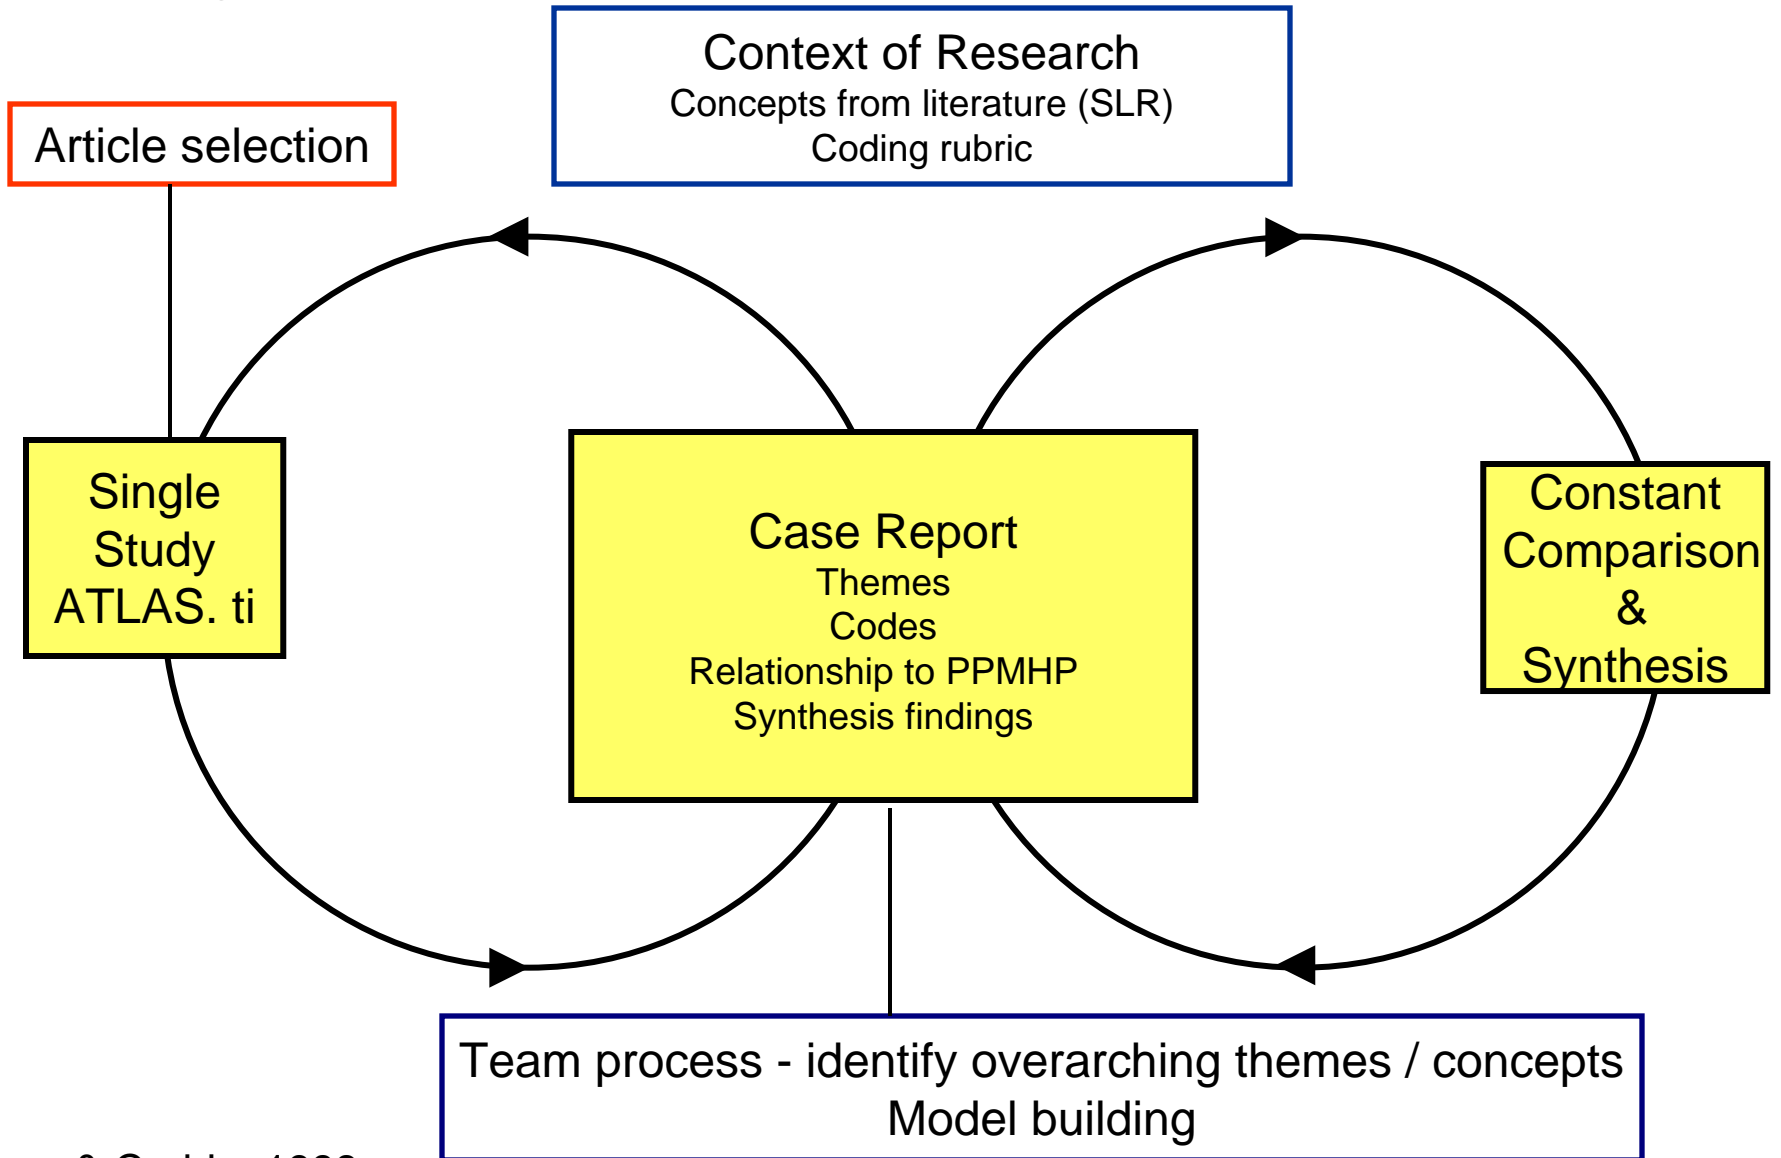 Context of Research
Concepts from literature (SLR)
Coding rubric
Article selection
Single
Study
ATLAS. ti
Case Report
Themes
Codes
Relationship to PPMHP
Synthesis findings
Constant
Comparison
&
Synthesis
Team process - identify overarching themes / concepts
Model building